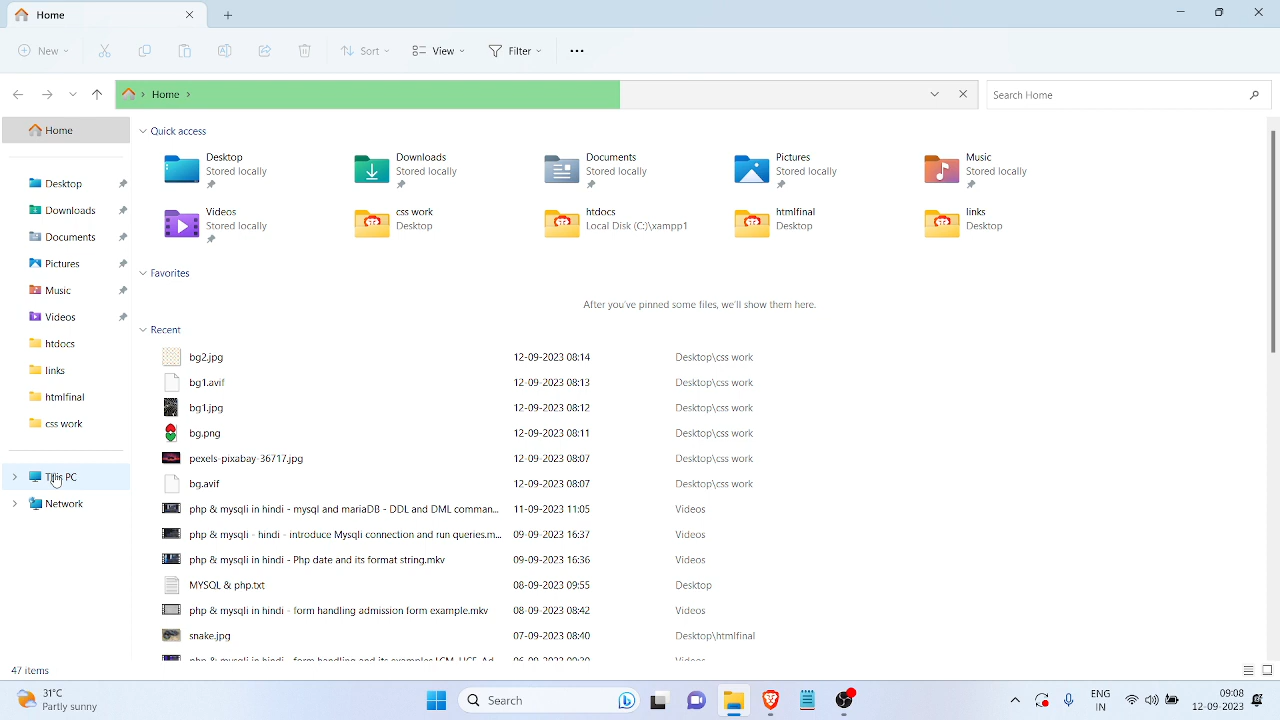 Home
New
Sort
View
Filter
Home
Search Home
Home
Desktop
Downloads
Documents
Pictures
Music
Videos
htdocs
links
htmlfinal
css work
This PC
Network
Quick access
Desktop
Stored locally
Downloads
Stored locally
Documents
Stored locally
Pictures
Stored locally
Music
Stored locally
Videos
Stored locally
css work
Desktop
htdocs
Local Disk (C:)\xampp1
htmlfinal
Desktop
links
Desktop
Favorites
After you've pinned some files, we'll show them here.
Recent
bg2.jpg 12-09-2023 08:14 Desktop\css work
bg1.avif 12-09-2023 08:13 Desktop\css work
bg1.jpg 12-09-2023 08:12 Desktop\css work
bg.png 12-09-2023 08:11 Desktop\css work
pexels-pixabay-36717.jpg 12-09-2023 08:07 Desktop\css work
bg.avif 12-09-2023 08:07 Desktop\css work
php & mysqli in hindi - mysql and mariaDB - DDL and DML comman... 11-09-2023 11:05 Videos
php & mysqli - hindi - introduce Mysqli connection and run queries.m... 09-09-2023 16:37 Videos
php & mysqli in hindi - Php date and its format string.mkv 09-09-2023 16:36 Videos
MYSQL & php.txt 08-09-2023 09:55 Desktop
php & mysqli in hindi - form handling admission form example.mkv 08-09-2023 08:42 Videos
snake.jpg 07-09-2023 08:40 Desktop\htmlfinal
47 items
31°C
Partly sunny
Search
ENG
IN
09:08
12-09-2023